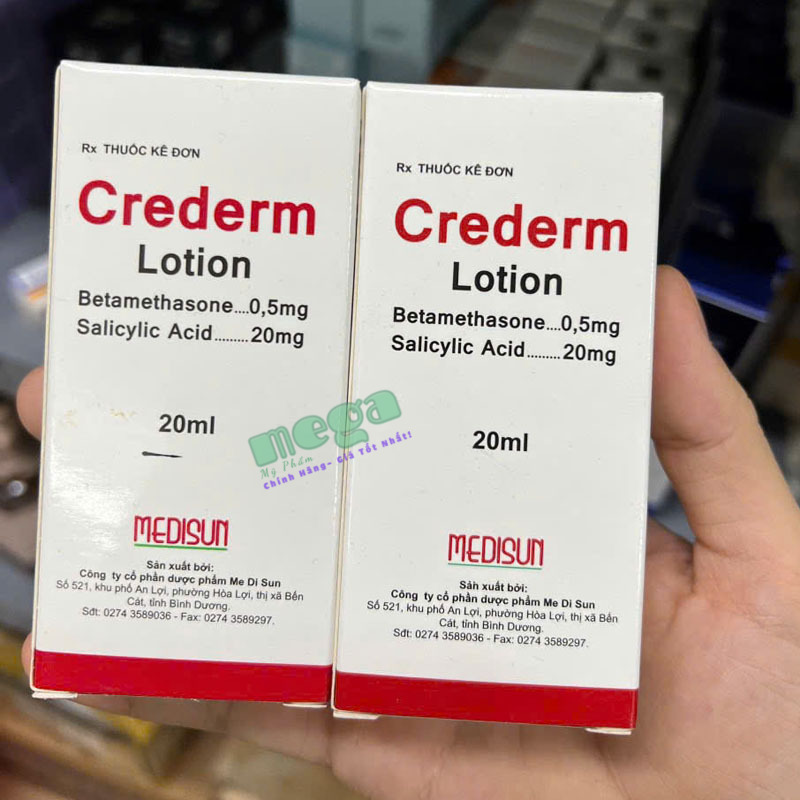 Rx THUỐC KÊ ĐƠN
Crederm
Lotion
Betamethasone....0,5mg
Salicylic Acid.........20mg
20ml
MEDISUN
Sản xuất bởi:
Công ty cổ phần dược phẩm Me Di Sun
Số 521, khu phố An Lợi, phường Hòa Lợi, thị xã Bến
Cát, tỉnh Bình Dương.
Sđt: 0274 3589036 - Fax: 0274 3589297.
mega
Mỹ Phẩm
Chính Hãng- Giá Tốt Nhất!
Rx THUỐC KÊ ĐƠN
Crederm
Lotion
Betamethasone....0,5mg
Salicylic Acid.........20mg
20ml
MEDISUN
Sản xuất bởi:
Công ty cổ phần dược phẩm Me Di Sun
Số 521, khu phố An Lợi, phường Hòa Lợi, thị xã Bến
Cát, tỉnh Bình Dương.
Sđt: 0274 3589036 - Fax: 0274 3589297.